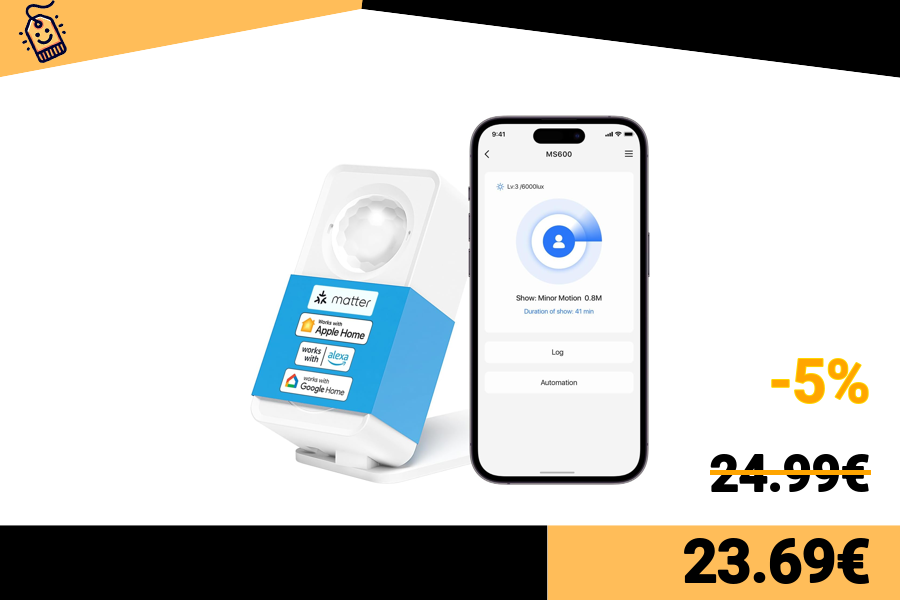 9:41
MS600
Lv:3 /6000lux
Show: Minor Motion 0.8M
Duration of show: 41 min
Log
Automation
matter
works with
Apple Home
works
with
alexa
works with
Google Home
-5%
24.99€
23.69€